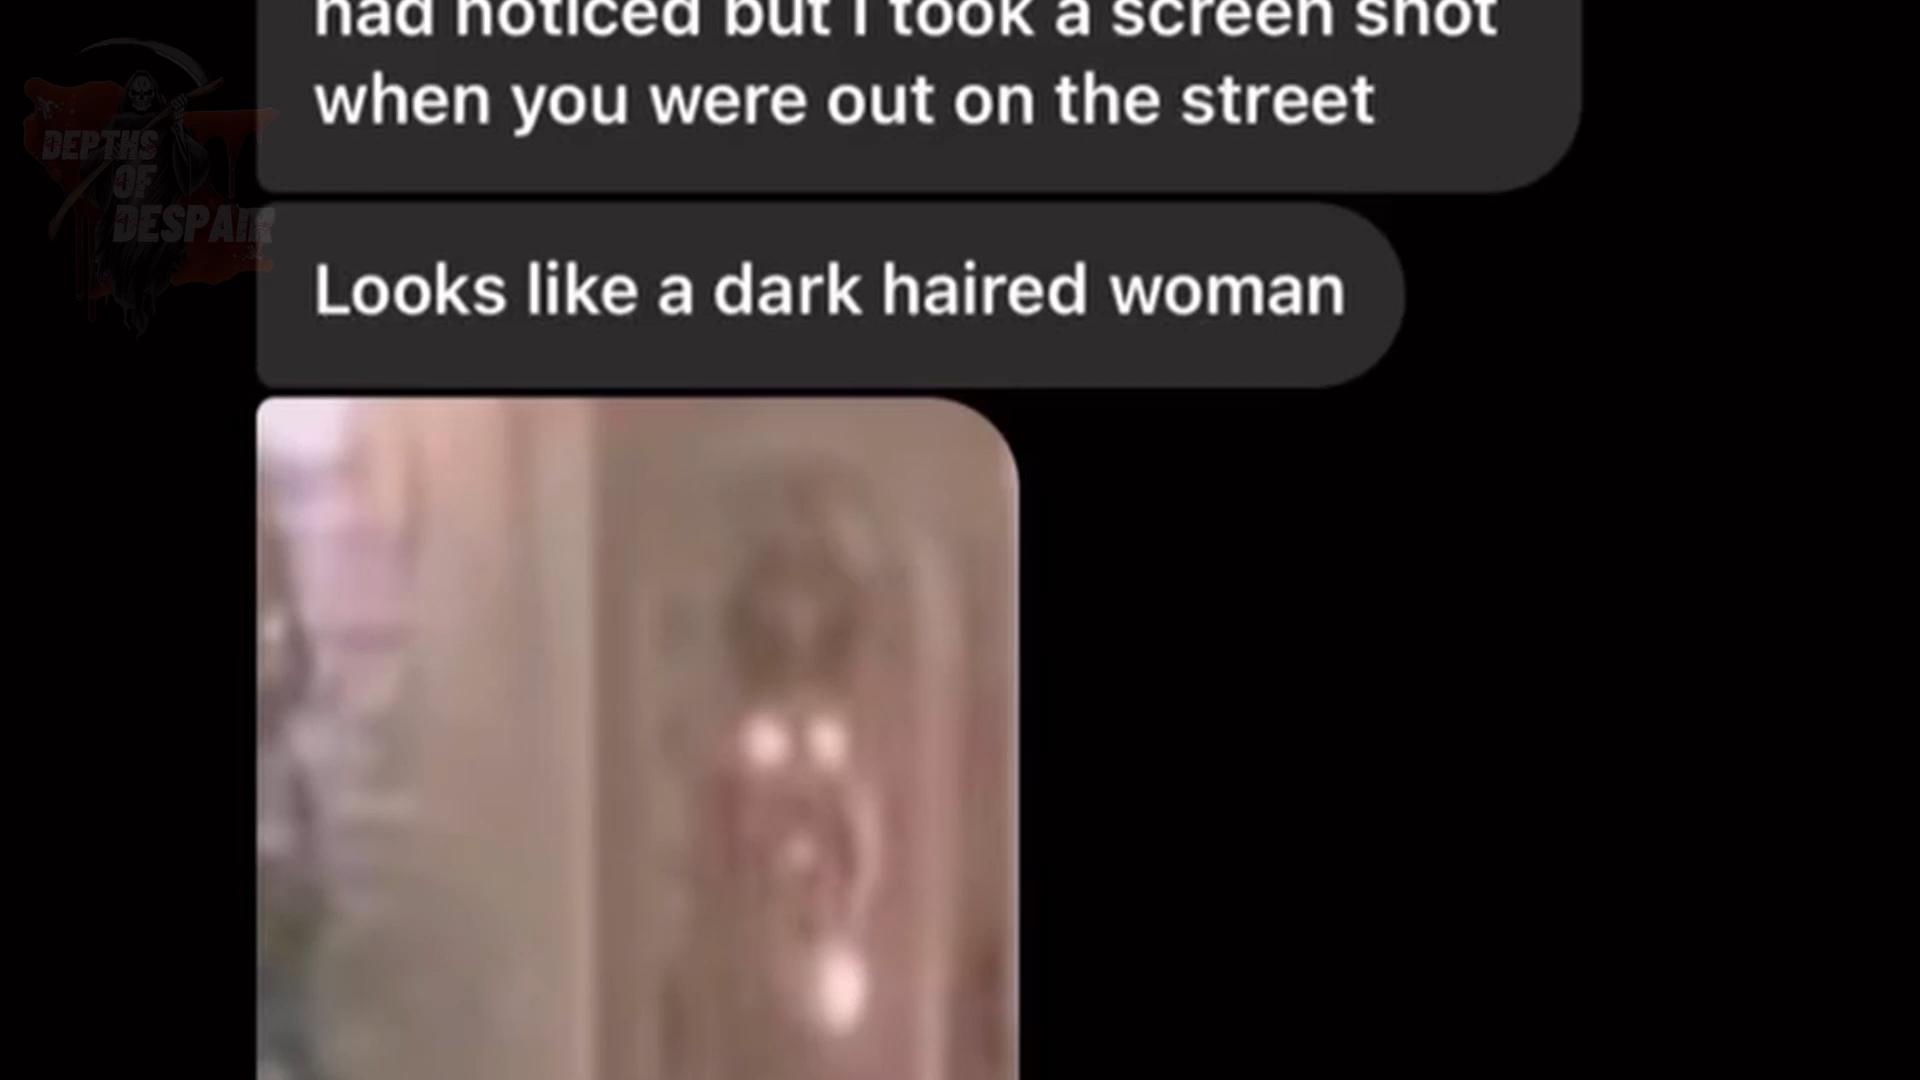 had noticed but I took a screen shot
when you were out on the street
DEPTHS
OF
DESPAIR
Looks like a dark haired woman